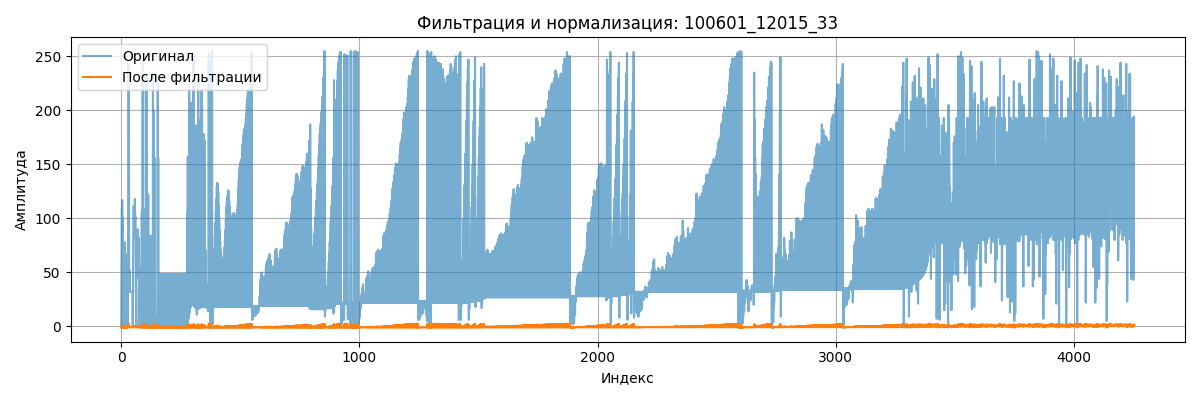 Фильтрация и нормализация: 100601_12015_33
Оригинал
После фильтрации
Амплитуда
250
200
150
100
50
0
0 1000 2000 3000 4000
Индекс